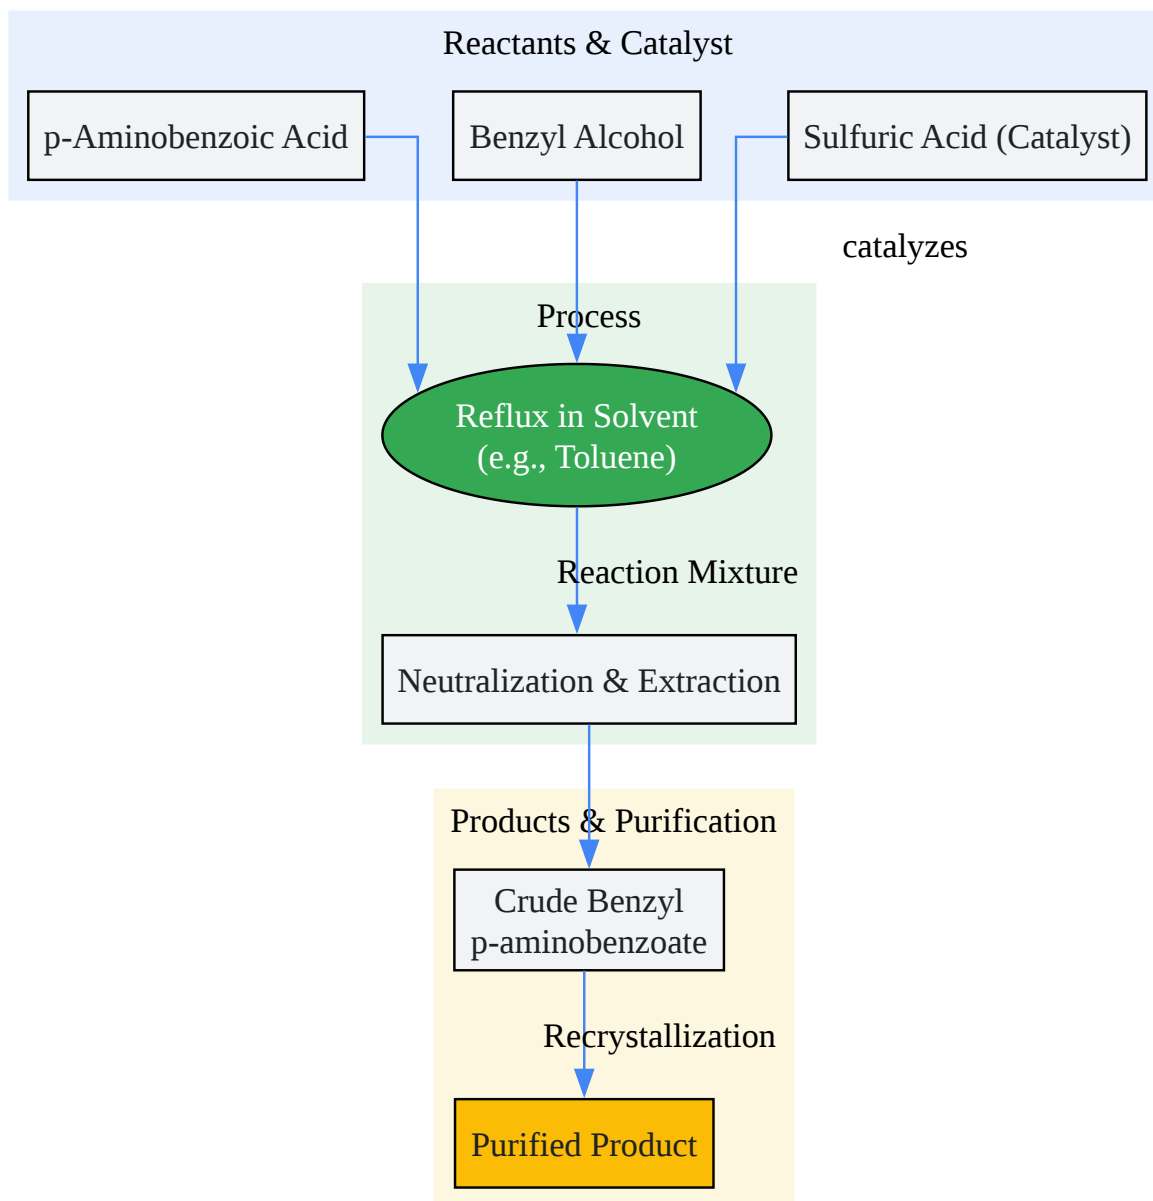 Reactants & Catalyst
p-Aminobenzoic Acid
Benzyl Alcohol
Sulfuric Acid (Catalyst)
catalyzes
Process
Reflux in Solvent
(e.g., Toluene)
Reaction Mixture
Neutralization & Extraction
Products & Purification
Crude Benzyl
p-aminobenzoate
Recrystallization
Purified Product